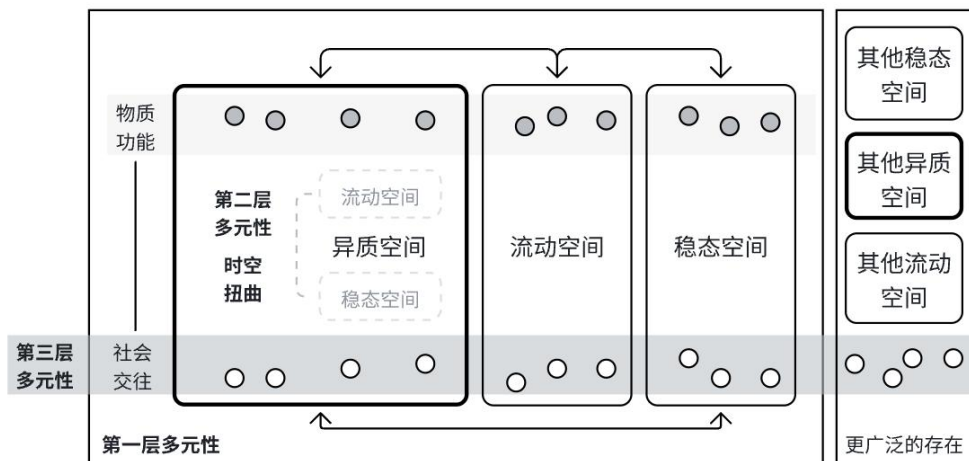 物质
功能
第二层
多元性
时空
扭曲
流动空间
异质空间
稳态空间
流动空间
稳态空间
其他稳态
空间
其他异质
空间
其他流动
空间
第三层
多元性
社会
交往
第一层多元性
更广泛的存在